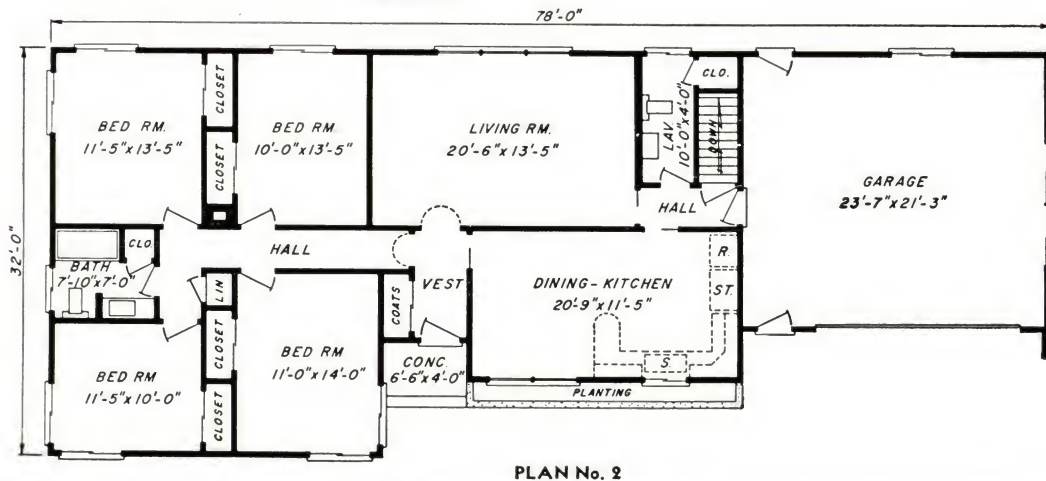 78'-0"
32'-0"
BED RM.
11'-5"x13'-5"
CLOSET
CLOSET
BED RM.
10'-0"x13'-5"
LIVING RM.
20'-6"x13'-5"
LAV
10'-0"x4'-0"
CLO.
DOWN
GARAGE
23'-7"x21'-3"
HALL
BATH
7'-10"x7'-0"
CLO.
HALL
LIN
VEST
COATS
DINING-KITCHEN
20'-9"x11'-5"
R.
ST.
S.
BED RM
11'-5"x10'-0"
CLOSET
CLOSET
BED RM
11'-0"x14'-0"
CONC.
6'-6"x4'-0"
PLANTING
PLAN No. 2